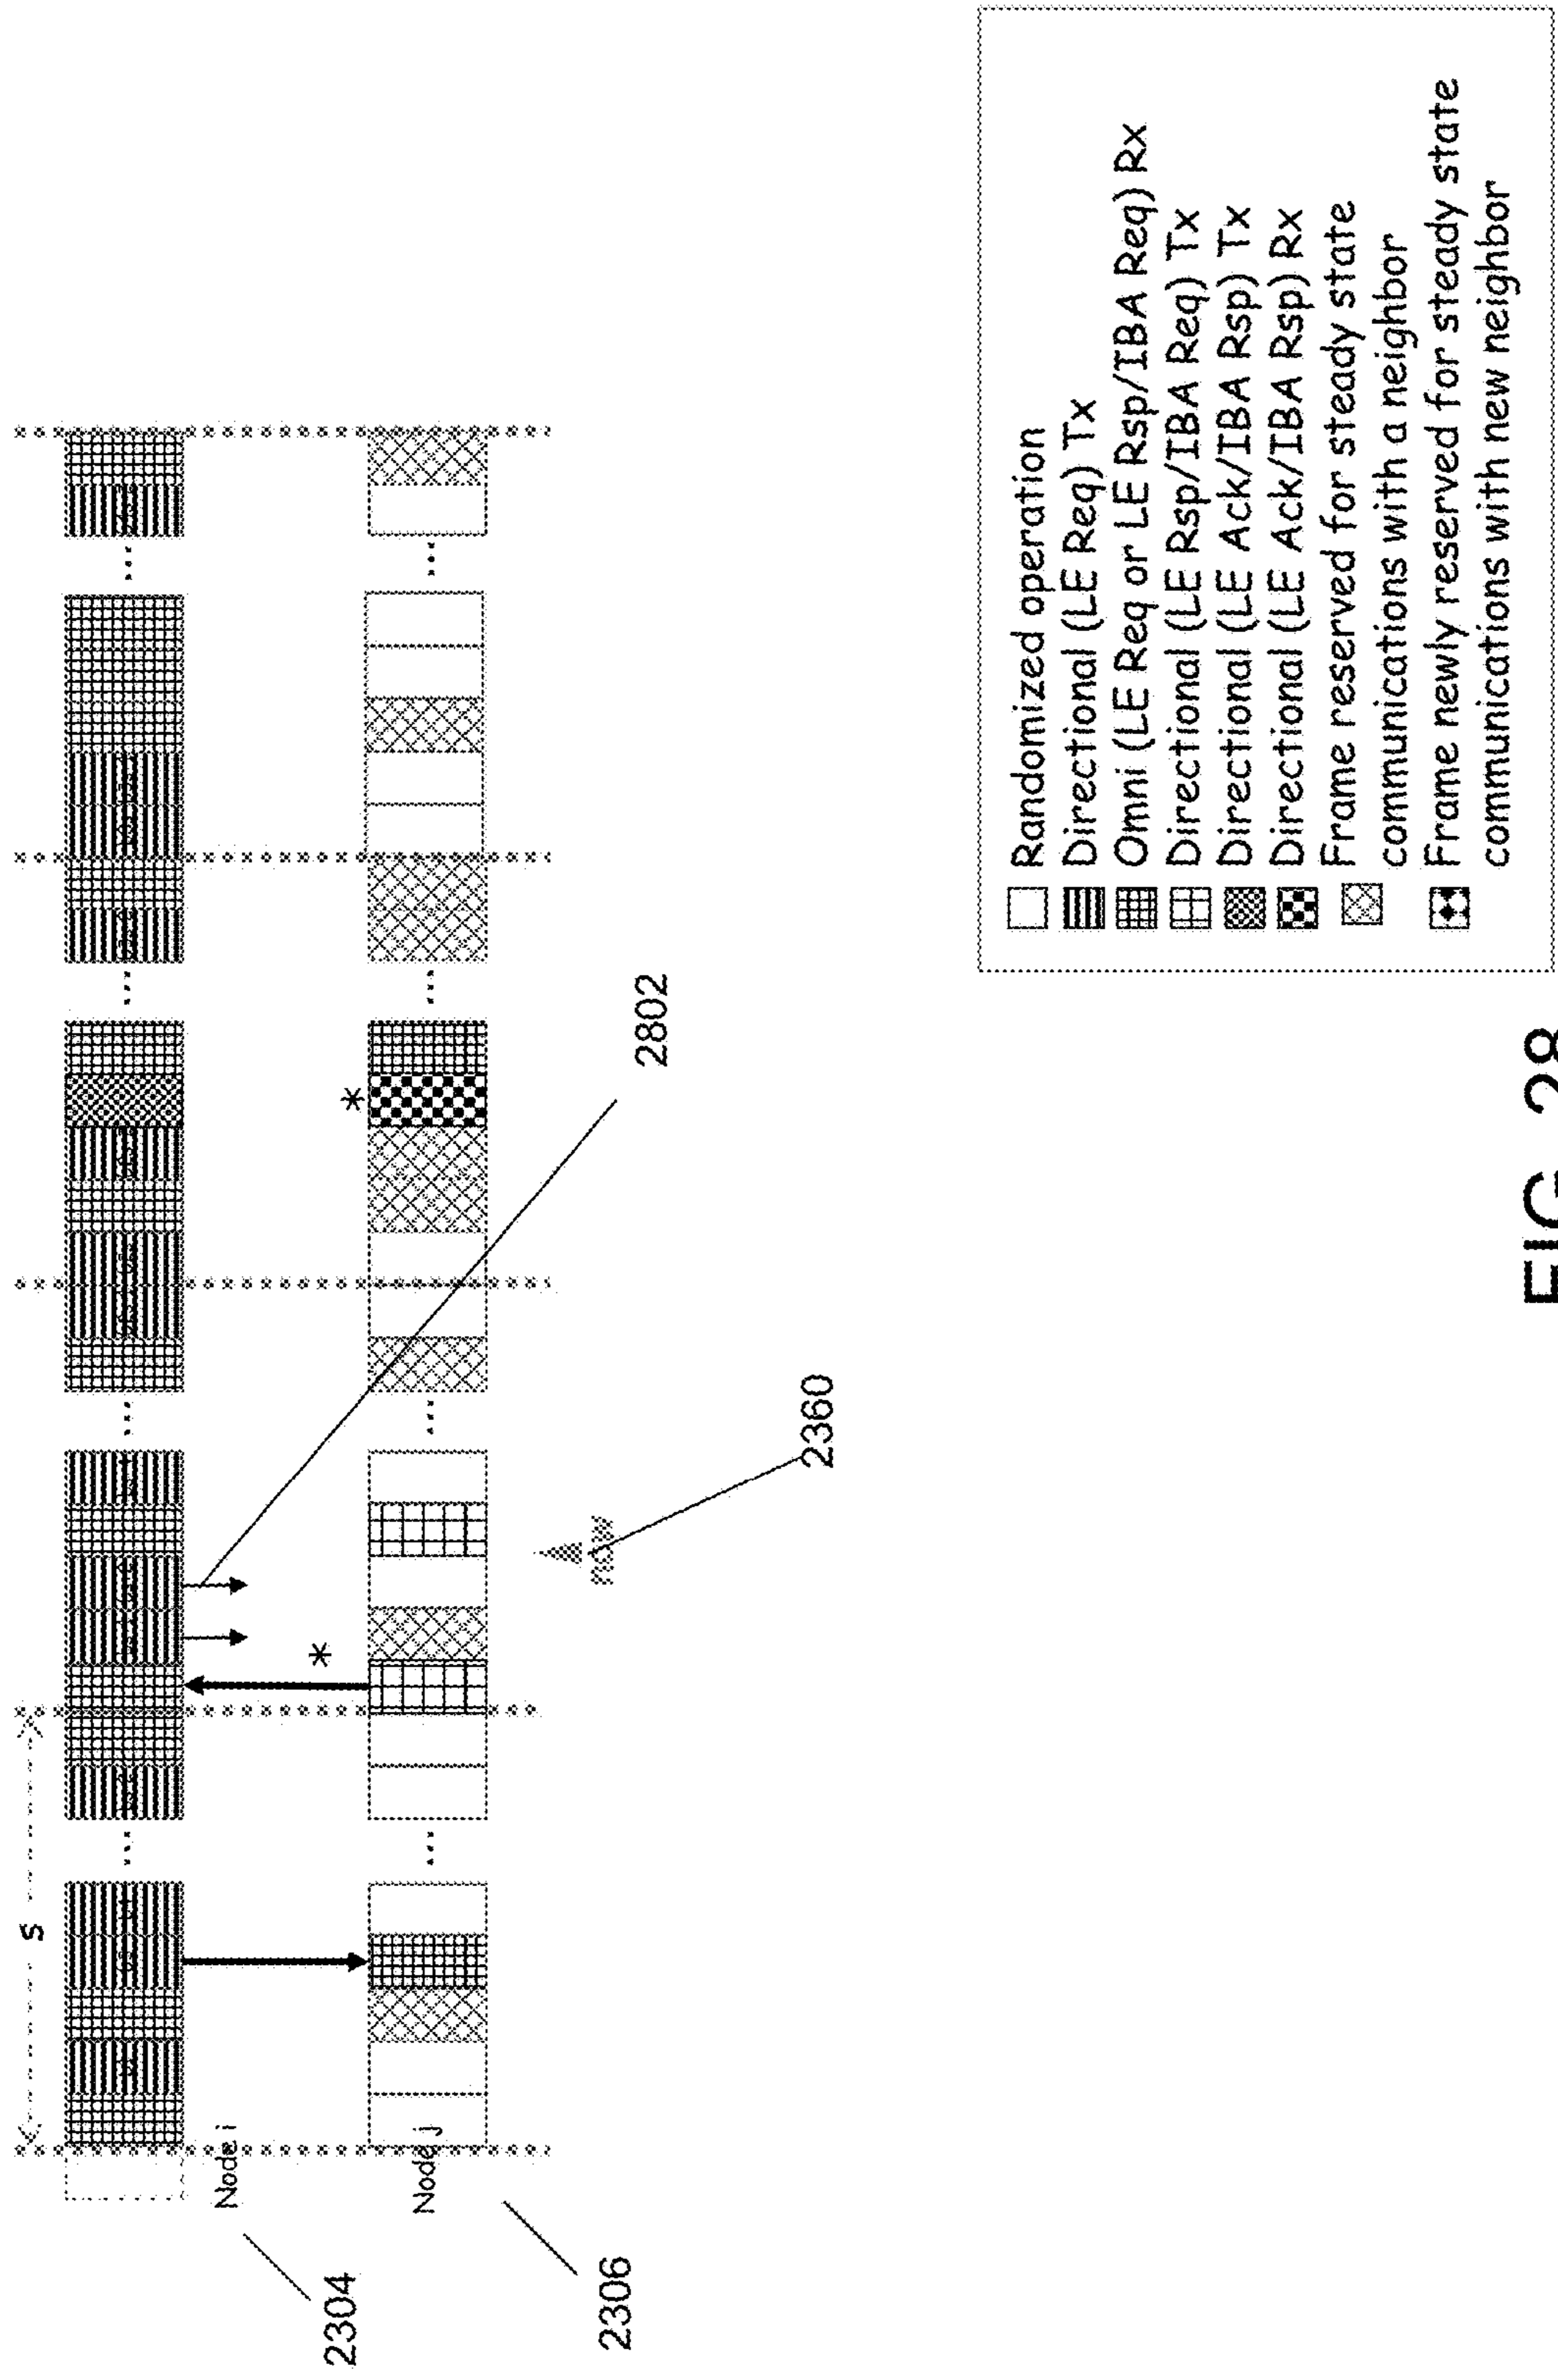 s
Node i
Node j
2304
2306
*
*
now
2360
2802
... ... ... ...
... ... ... ...
Randomized operation
Directional (LE Req) Tx
Omni (LE Req or LE Rsp/IBA Req) Rx
Directional (LE Rsp/IBA Req) Tx
Directional (LE Ack/IBA Rsp) Tx
Directional (LE Ack/IBA Rsp) Rx
Frame reserved for steady state
communications with a neighbor
Frame newly reserved for steady state
communications with new neighbor
FIG. 28